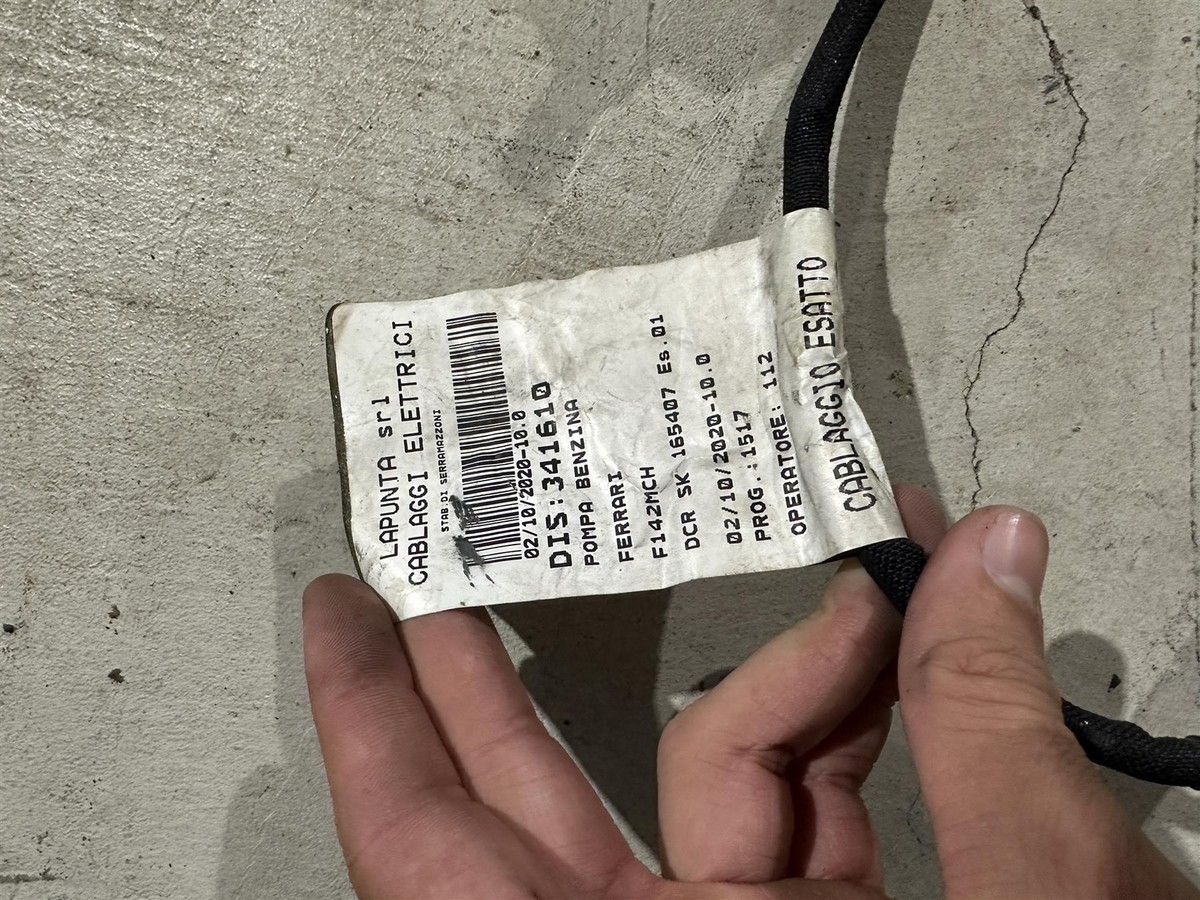 LAPUNTA srl
CABLAGGI ELETTRICI
STAB.DI SERRAMAZZONI
02/10/2020-10.0
DIS:341610
POMPA BENZINA
FERRARI
F142MCH
DCR SK 165407 Es.01
02/10/2020-10.0
PROG.:1517
OPERATORE: 112
CABLAGGIO ESATTO